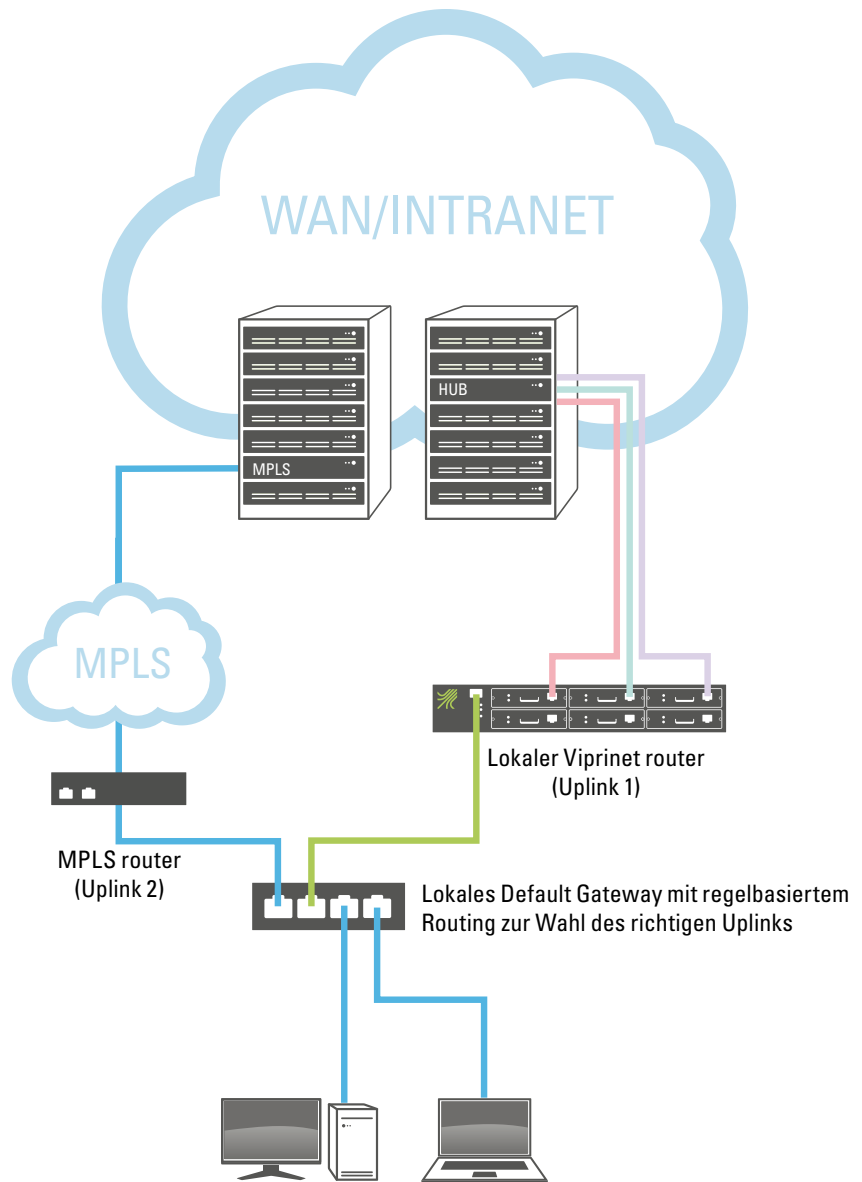 WAN/INTRANET
HUB
MPLS
MPLS
Lokaler Viprinet router
(Uplink 1)
MPLS router
(Uplink 2)
Lokales Default Gateway mit regelbasiertem
Routing zur Wahl des richtigen Uplinks